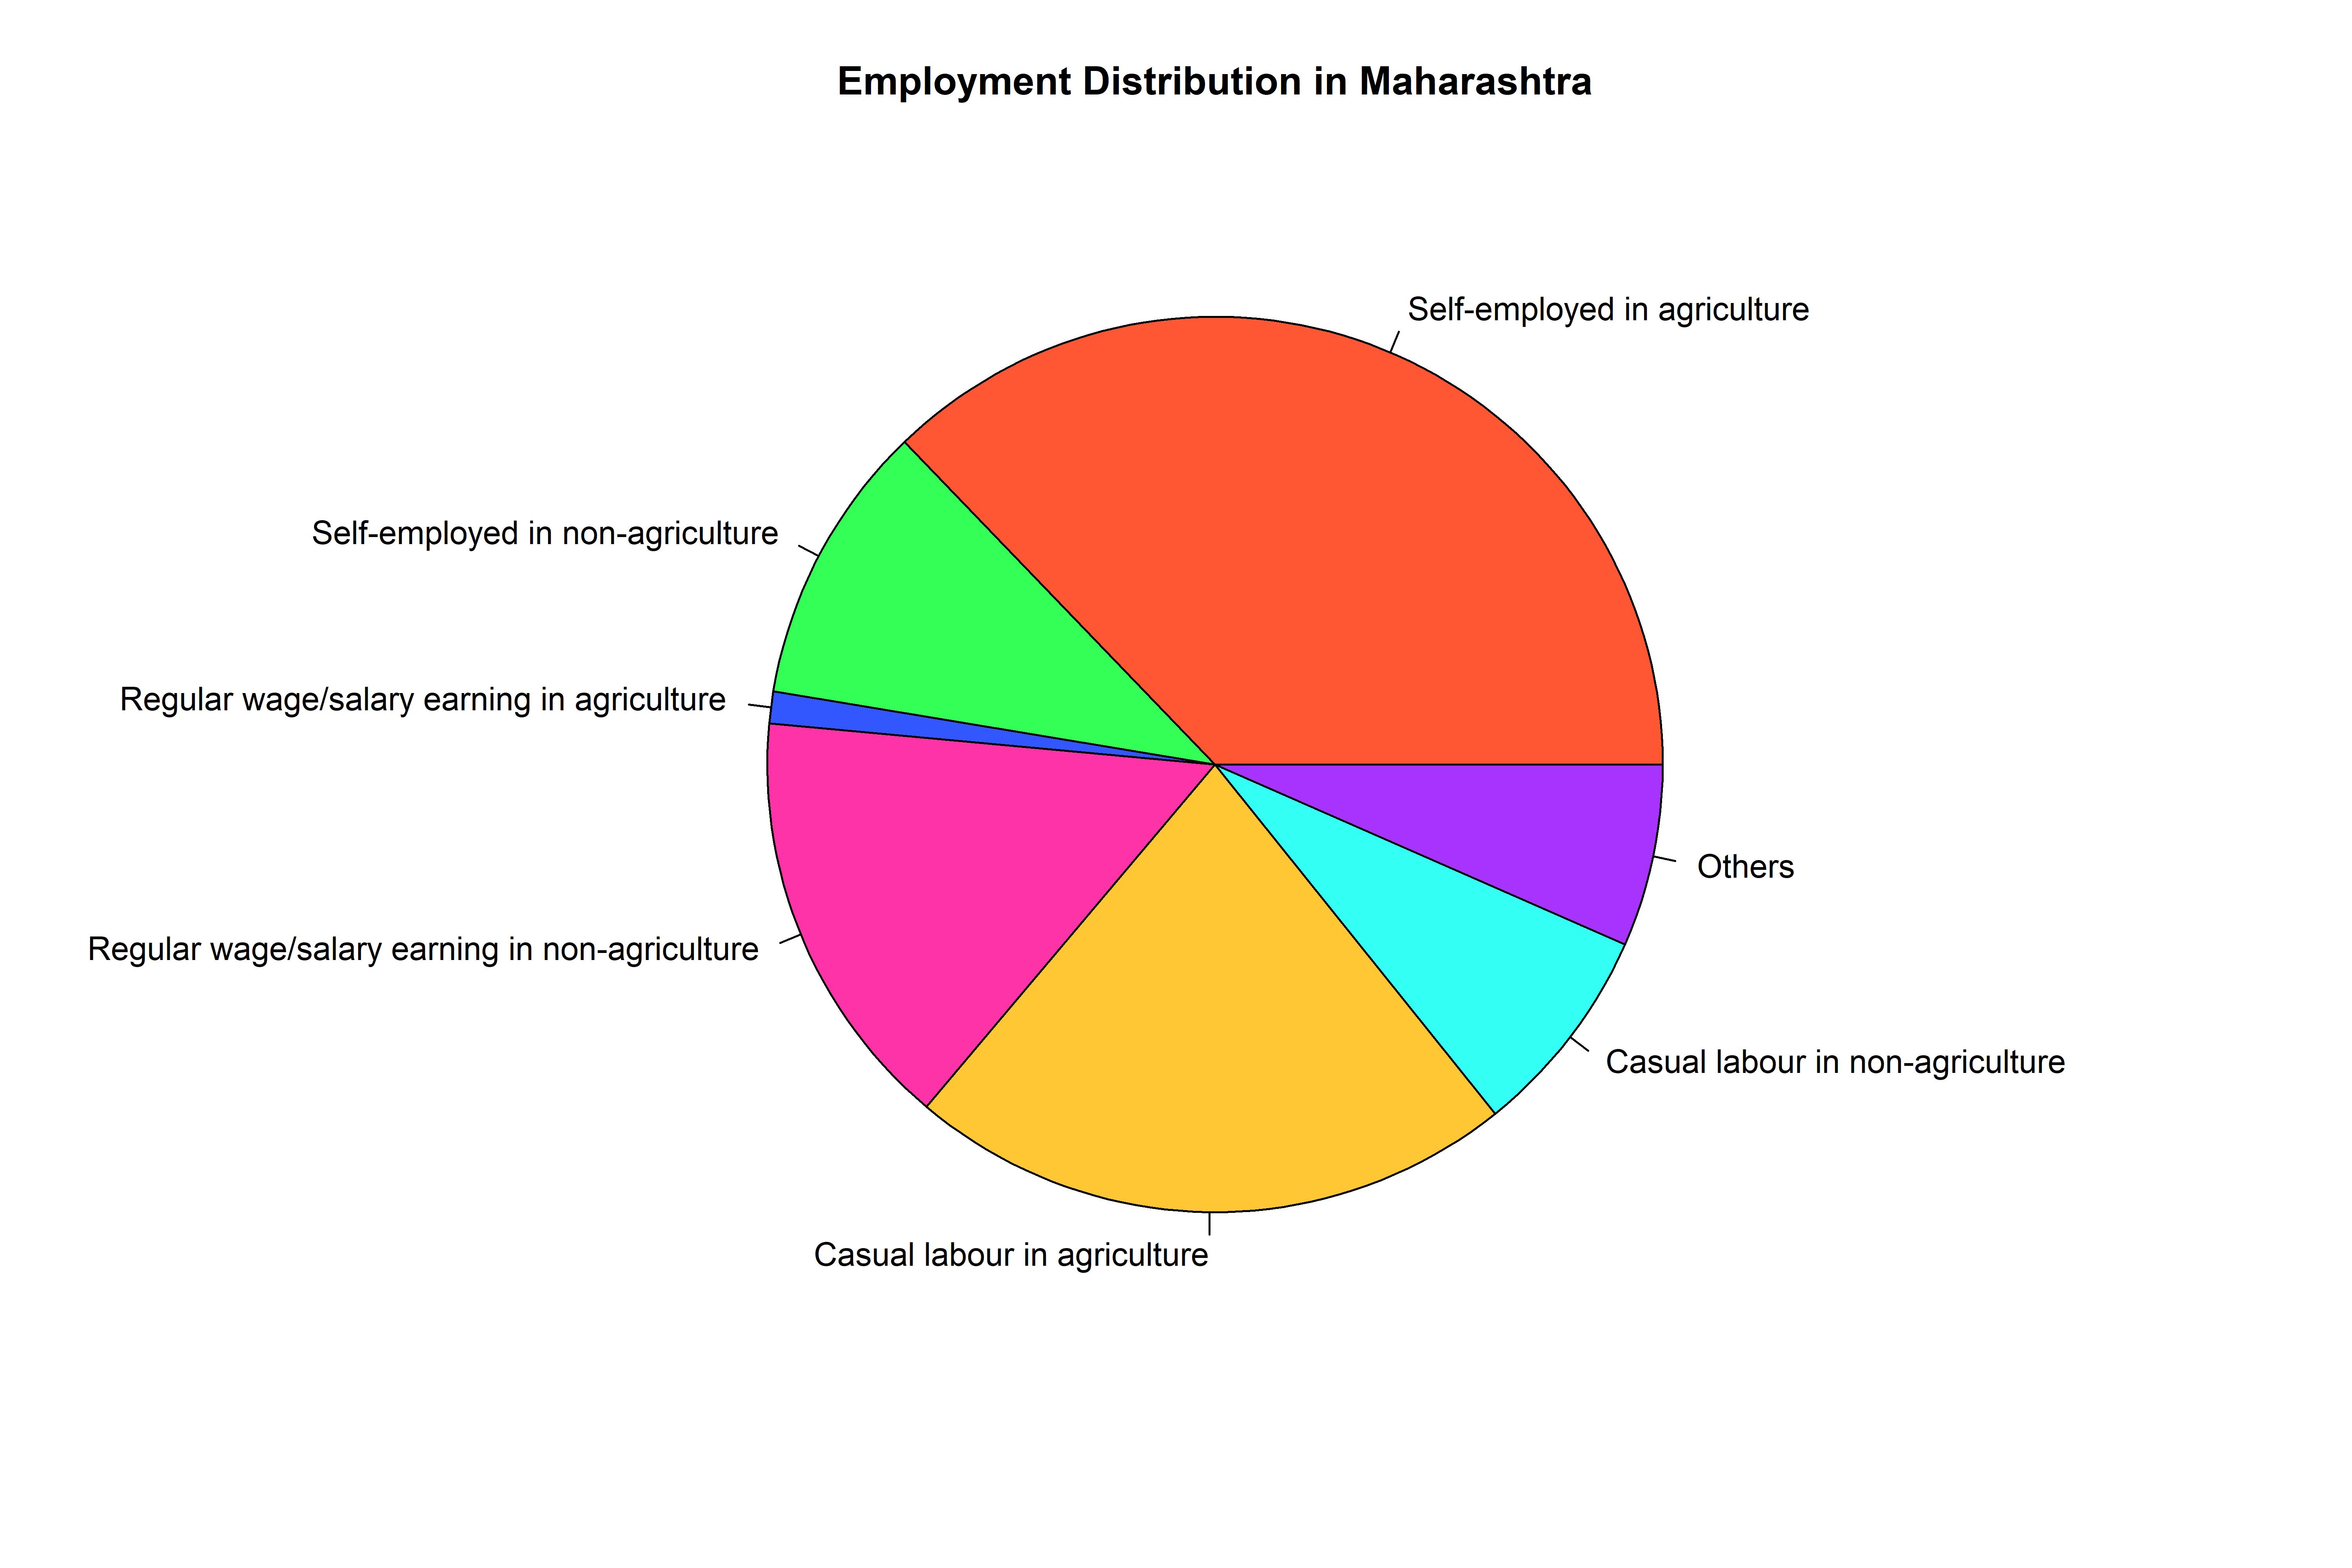 Employment Distribution in Maharashtra
Self-employed in agriculture
Self-employed in non-agriculture
Regular wage/salary earning in agriculture
Others
Regular wage/salary earning in non-agriculture
Casual labour in non-agriculture
Casual labour in agriculture